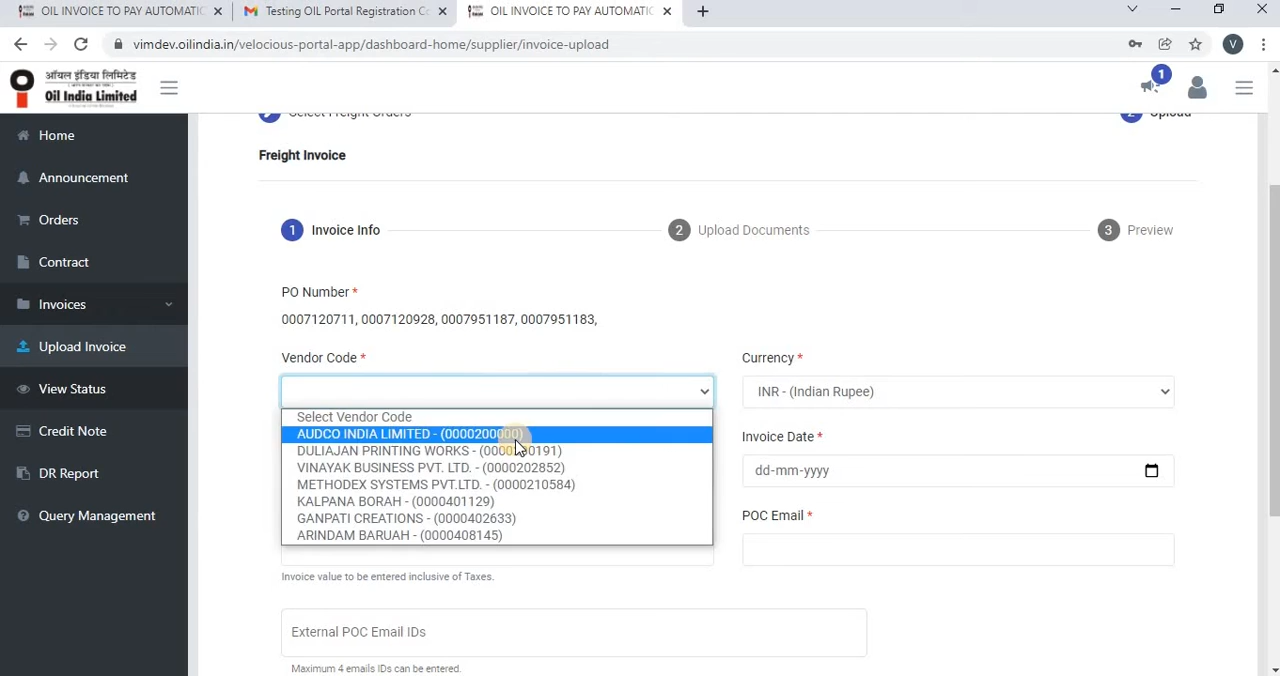 OIL INVOICE TO PAY AUTOMATIC
Testing OIL Portal Registration Co
OIL INVOICE TO PAY AUTOMATIC
vimdev.oilindia.in/velocious-portal-app/dashboard-home/supplier/invoice-upload
V
ऑयल इंडिया लिमिटेड
Oil India Limited
1
Select Freight Orders
2 Upload
Home
Announcement
Orders
Contract
Invoices
Upload Invoice
View Status
Credit Note
DR Report
Query Management
Freight Invoice
1 Invoice Info
2 Upload Documents
3 Preview
PO Number *
0007120711, 0007120928, 0007951187, 0007951183,
Vendor Code *
Currency *
INR - (Indian Rupee)
Select Vendor Code
AUDCO INDIA LIMITED - (0000200000)
DULIAJAN PRINTING WORKS -
VINAYAK BUSINESS PVT. LTD. - (0000202852)
METHODEX SYSTEMS PVT.LTD. - (0000210584)
KALPANA BORAH - (0000401129)
GANPATI CREATIONS - (0000402633)
ARINDAM BARUAH - (0000408145)
Invoice Date *
dd-mm-yyyy
POC Email *
Invoice value to be entered inclusive of Taxes.
External POC Email IDs
Maximum 4 emails IDs can be entered.